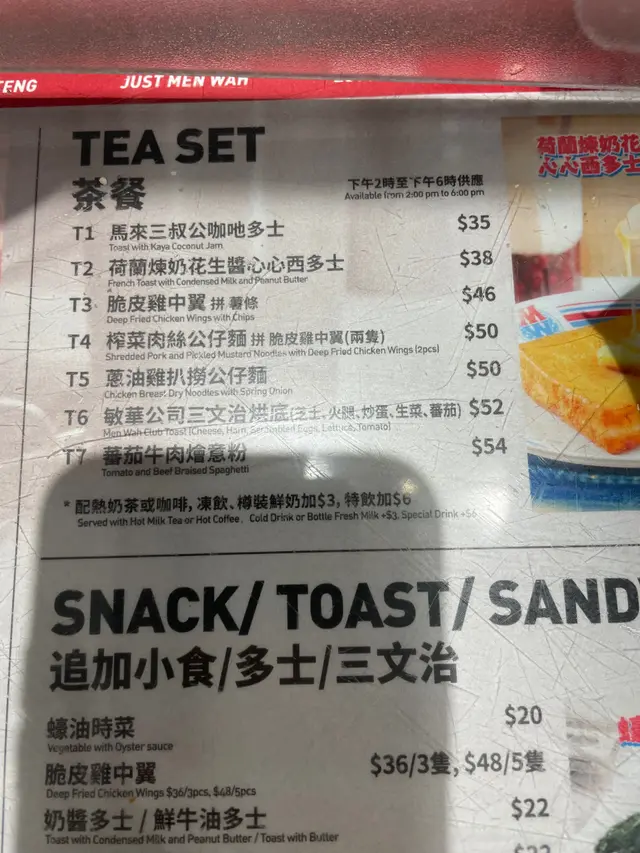 TENG JUST MEN WAH
TEA SET
茶餐
下午2時至下午6時供應
Available from 2:00 pm to 6:00 pm
T1 馬來三叔公咖吔多士 $35
Toast with Kaya Coconut Jam
T2 荷蘭煉奶花生醬心心西多士 $38
French Toast with Condensed Milk and Peanut Butter
T3 脆皮雞中翼 拼 薯條 $46
Deep Fried Chicken Wings with Chips
T4 榨菜肉絲公仔麵 拼 脆皮雞中翼(兩隻) $50
Shredded Pork and Pickled Mustard Noodles with Deep Fried Chicken Wings (2pcs)
T5 蔥油雞扒撈公仔麵 $50
Chicken Breast Dry Noodles with Spring Onion
T6 敏華公司三文治烘底(芝士、火腿、炒蛋、生菜、蕃茄) $52
Men Wah Club Toast (Cheese, Ham, Scrambled Eggs, Lettuce, Tomato)
T7 蕃茄牛肉燴意粉 $54
Tomato and Beef Braised Spaghetti
* 配熱奶茶或咖啡, 凍飲、樽裝鮮奶加$3, 特飲加$6
Served with Hot Milk Tea or Hot Coffee, Cold Drink or Bottle Fresh Milk +$3, Special Drink +$6
荷蘭煉奶花
心心西多士
SNACK/ TOAST/ SAND
追加小食/多士/三文治
蠔油時菜 $20
Vegetable with Oyster sauce
脆皮雞中翼 $36/3隻, $48/5隻
Deep Fried Chicken Wings $36/3pcs, $48/5pcs
奶醬多士 / 鮮牛油多士 $22
Toast with Condensed Milk and Peanut Butter / Toast with Butter